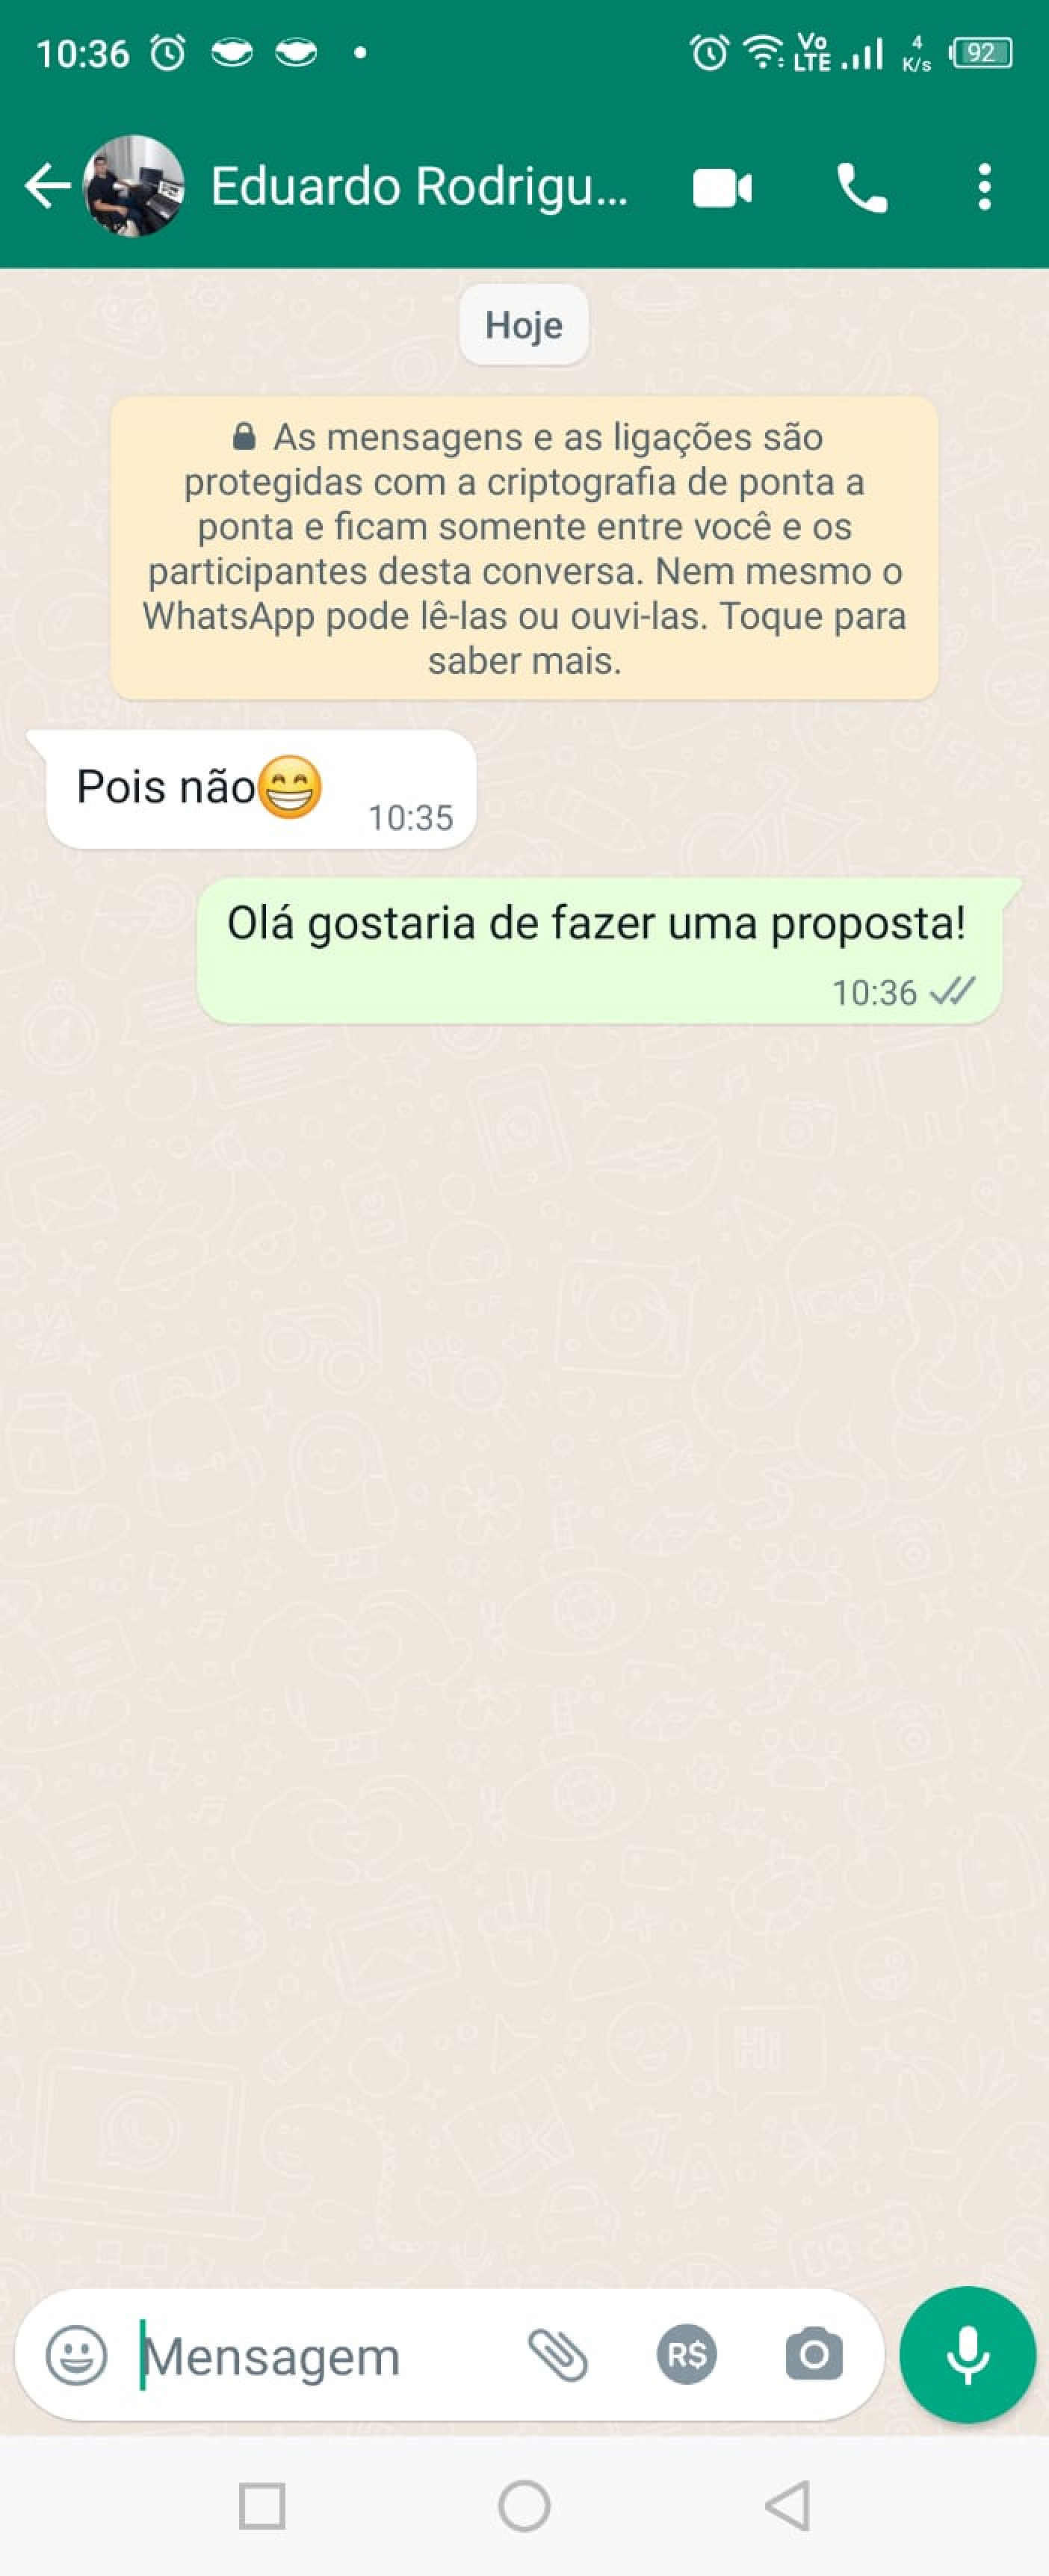 10:36
Vo
LTE
4
K/s
92
Eduardo Rodrigu...
Hoje
As mensagens e as ligações são
protegidas com a criptografia de ponta a
ponta e ficam somente entre você e os
participantes desta conversa. Nem mesmo o
WhatsApp pode lê-las ou ouvi-las. Toque para
saber mais.
Pois não😁
10:35
Olá gostaria de fazer uma proposta!
10:36
Mensagem
R$